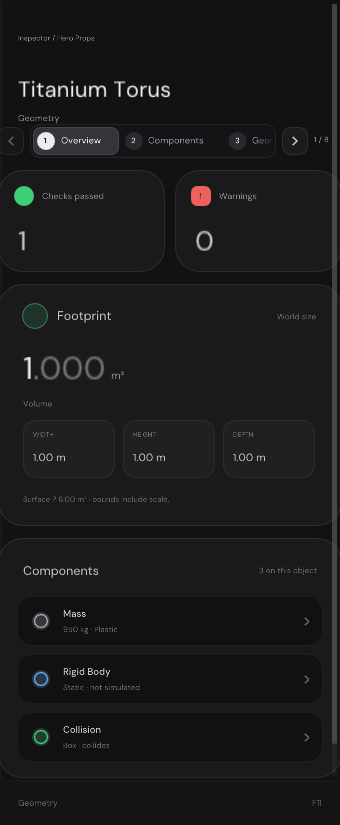 Inspector / Hero Props
Titanium Torus
Geometry
1 Overview 2 Components 3 Geo 1 / 8
Checks passed
! Warnings
1
0
Footprint World size
1.000 m³
Volume
WIDTH HEIGHT DEPTH
1.00 m 1.00 m 1.00 m
Surface ? 6.00 m² · bounds include scale.
Components 3 on this object
Mass
950 kg · Plastic
Rigid Body
Static · not simulated
Collision
Box · collides
Geometry F11